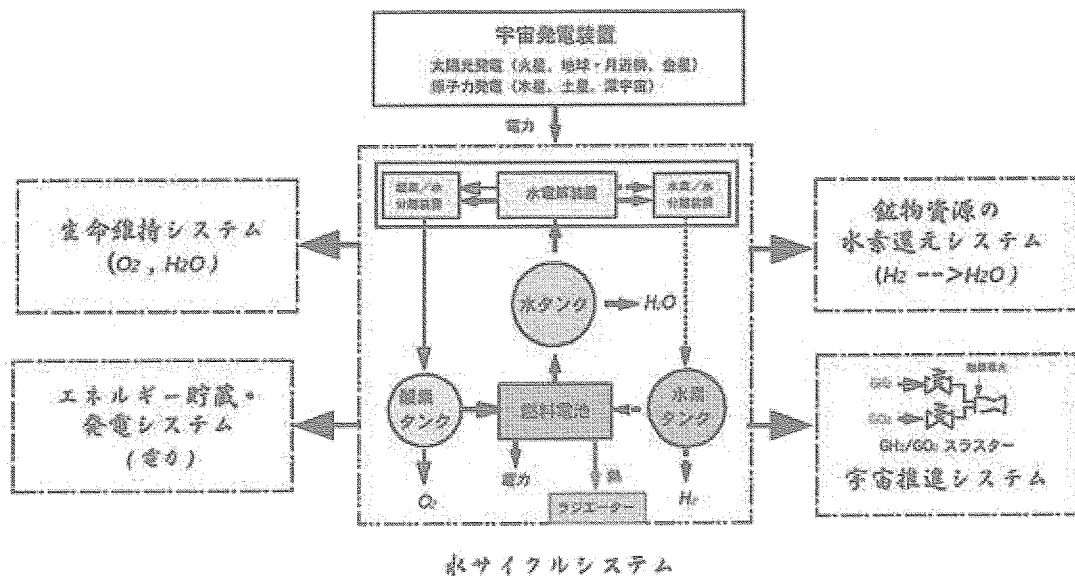 宇宙発電装置
太陽光発電（火星、地球・月近傍、金星）
原子力発電（木星、土星、深宇宙）
電力
酸素／水
分離装置
水電解装置
水素／水
分離装置
生命維持システム
(O2 , H2O)
鉱物資源の
水素還元システム
(H2 -->H2O)
水タンク
H2O
エネルギー貯蔵・
発電システム
(電力)
酸素
タンク
燃料電池
水素
タンク
O2
電力
熱
ラジエーター
H2
GH2
GO2
GH2/GO2 スラスター
宇宙推進システム
水サイクルシステム